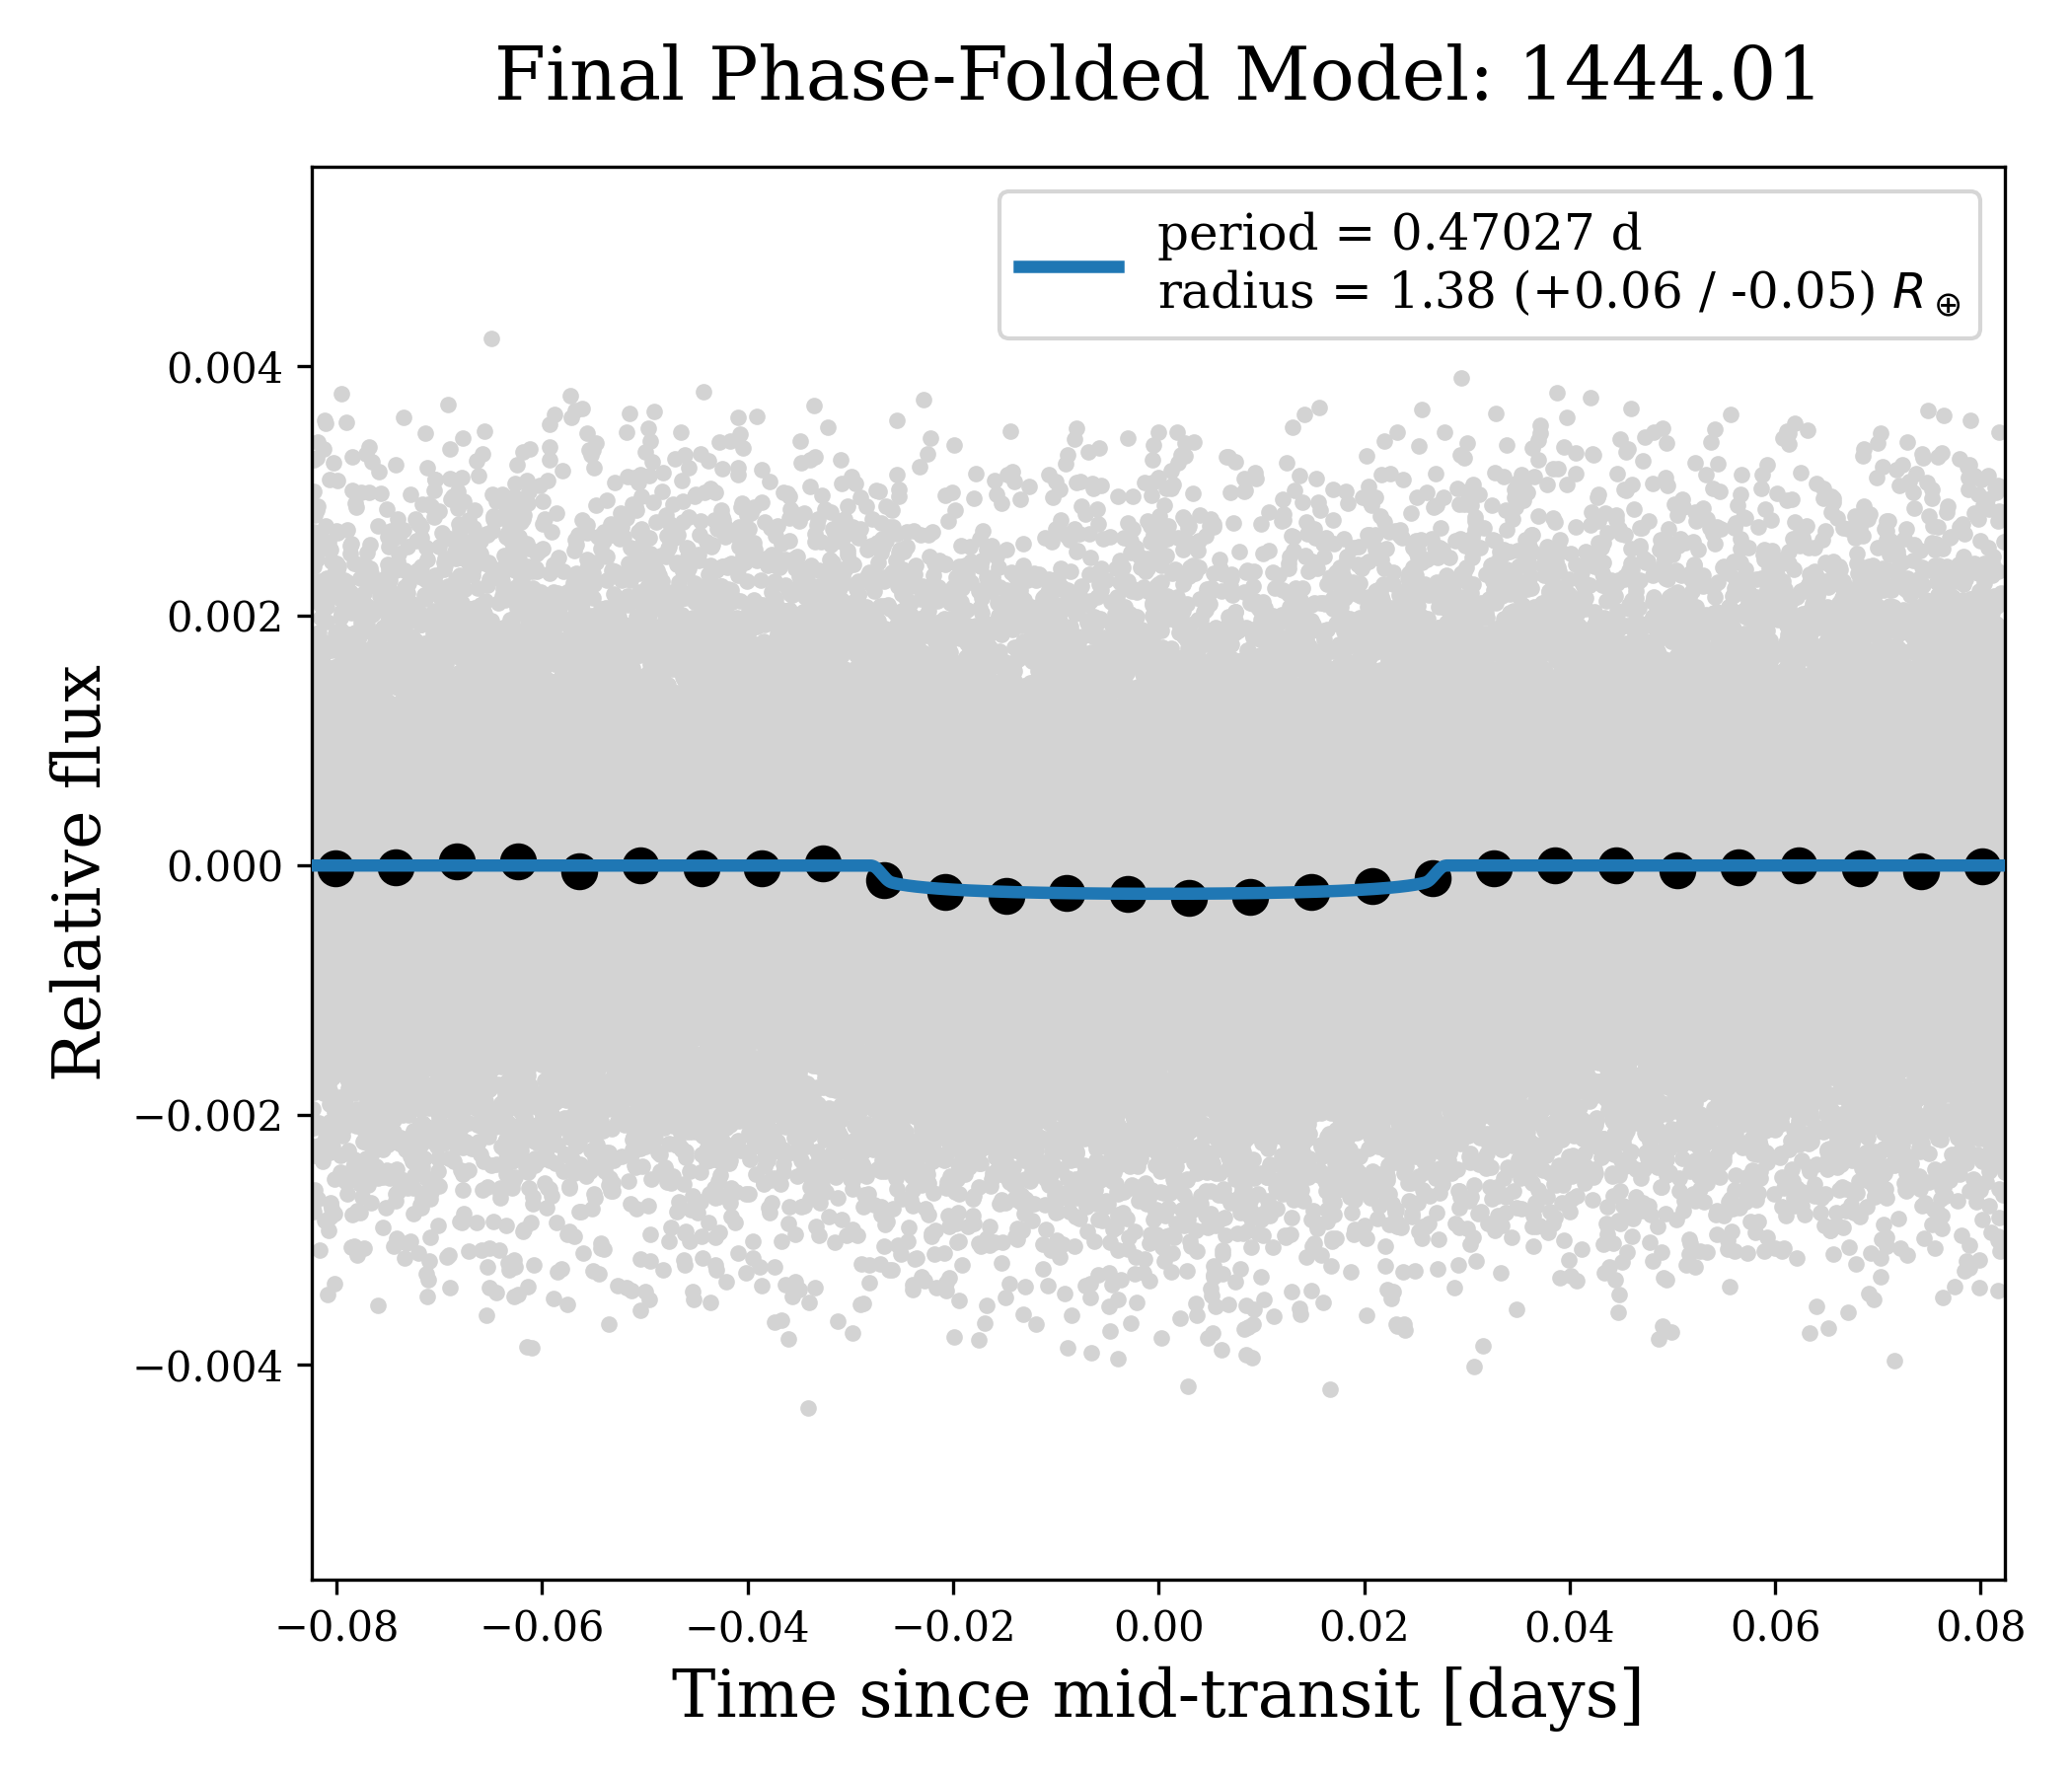 Final Phase-Folded Model: 1444.01
period = 0.47027 d
radius = 1.38 (+0.06 / -0.05) R⊕
0.004
0.002
0.000
−0.002
−0.004
Relative flux
−0.08 −0.06 −0.04 −0.02 0.00 0.02 0.04 0.06 0.08
Time since mid-transit [days]